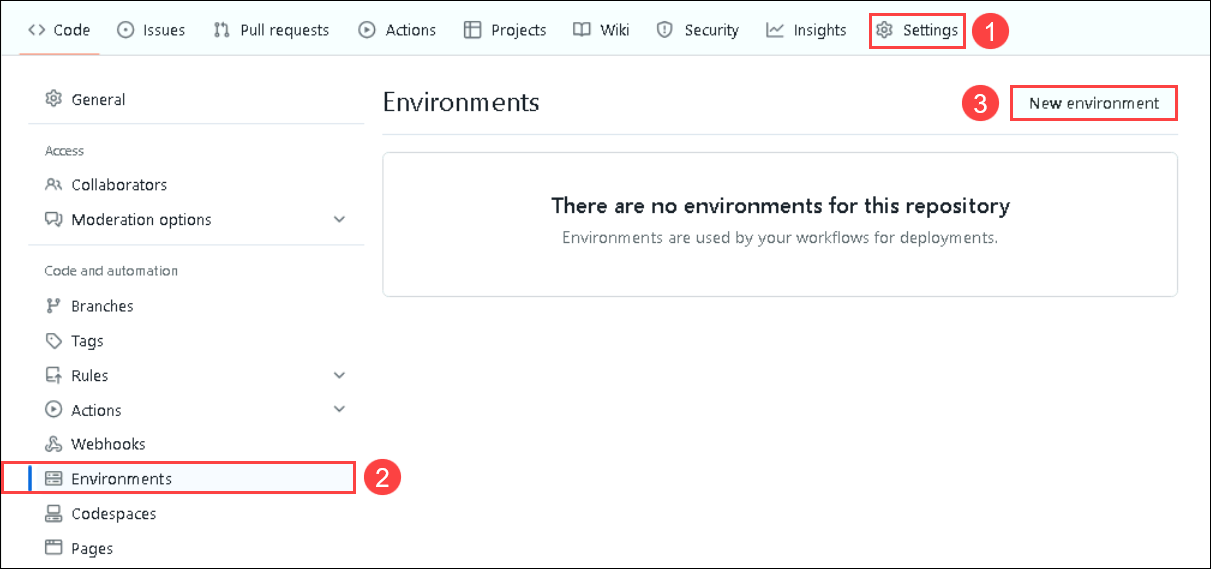 Code Issues Pull requests Actions Projects Wiki Security Insights Settings 1
General
Access
Collaborators
Moderation options
Code and automation
Branches
Tags
Rules
Actions
Webhooks
Environments 2
Codespaces
Pages
Environments 3 New environment
There are no environments for this repository
Environments are used by your workflows for deployments.